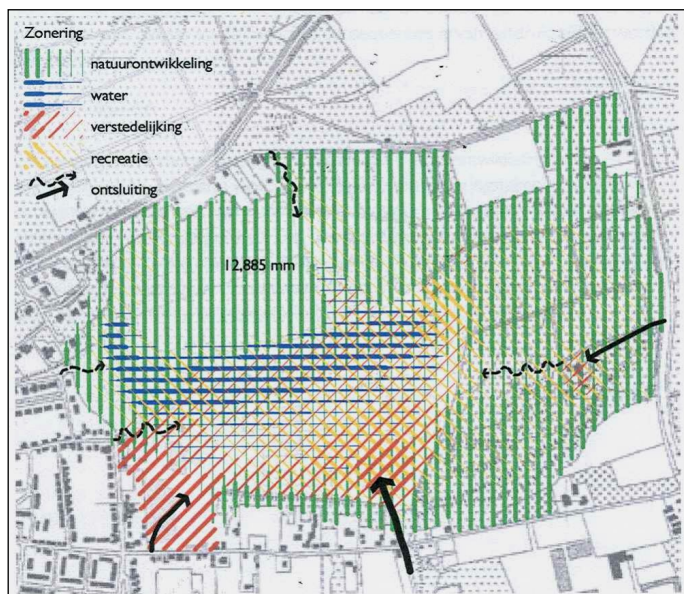 Zonering
natuurontwikkeling
water
verstedelijking
recreatie
ontsluiting
12,885 mm